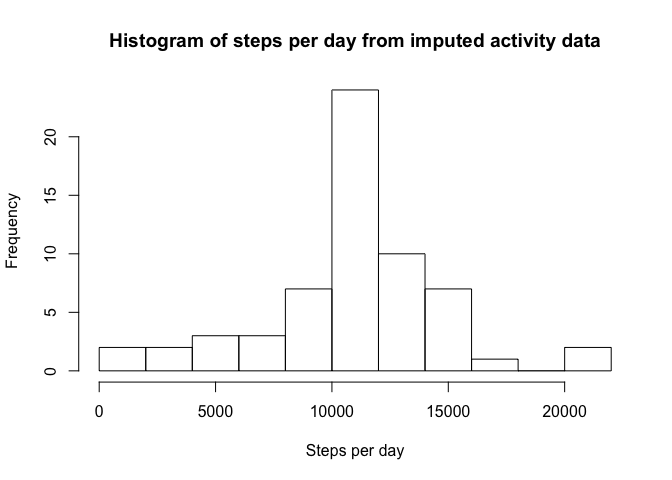 Histogram of steps per day from imputed activity data
Frequency
20
15
10
5
0
0 5000 10000 15000 20000
Steps per day